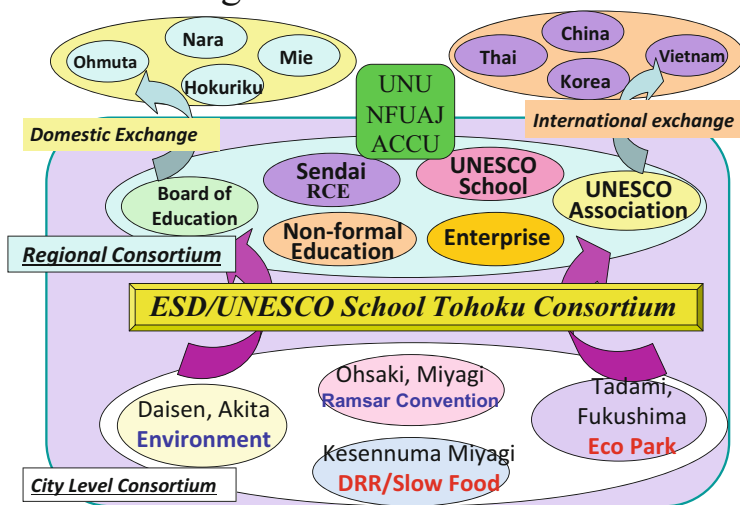 Nara
Ohmuta
Mie
Hokuriku
China
Thai
Vietnam
Korea
UNU
NFUAJ
ACCU
Domestic Exchange
International exchange
Board of
Education
Sendai
RCE
UNESCO
School
UNESCO
Association
Non-formal
Education
Enterprise
Regional Consortium
ESD/UNESCO School Tohoku Consortium
Daisen, Akita
Environment
Ohsaki, Miyagi
Ramsar Convention
Tadami,
Fukushima
Eco Park
Kesennuma Miyagi
DRR/Slow Food
City Level Consortium